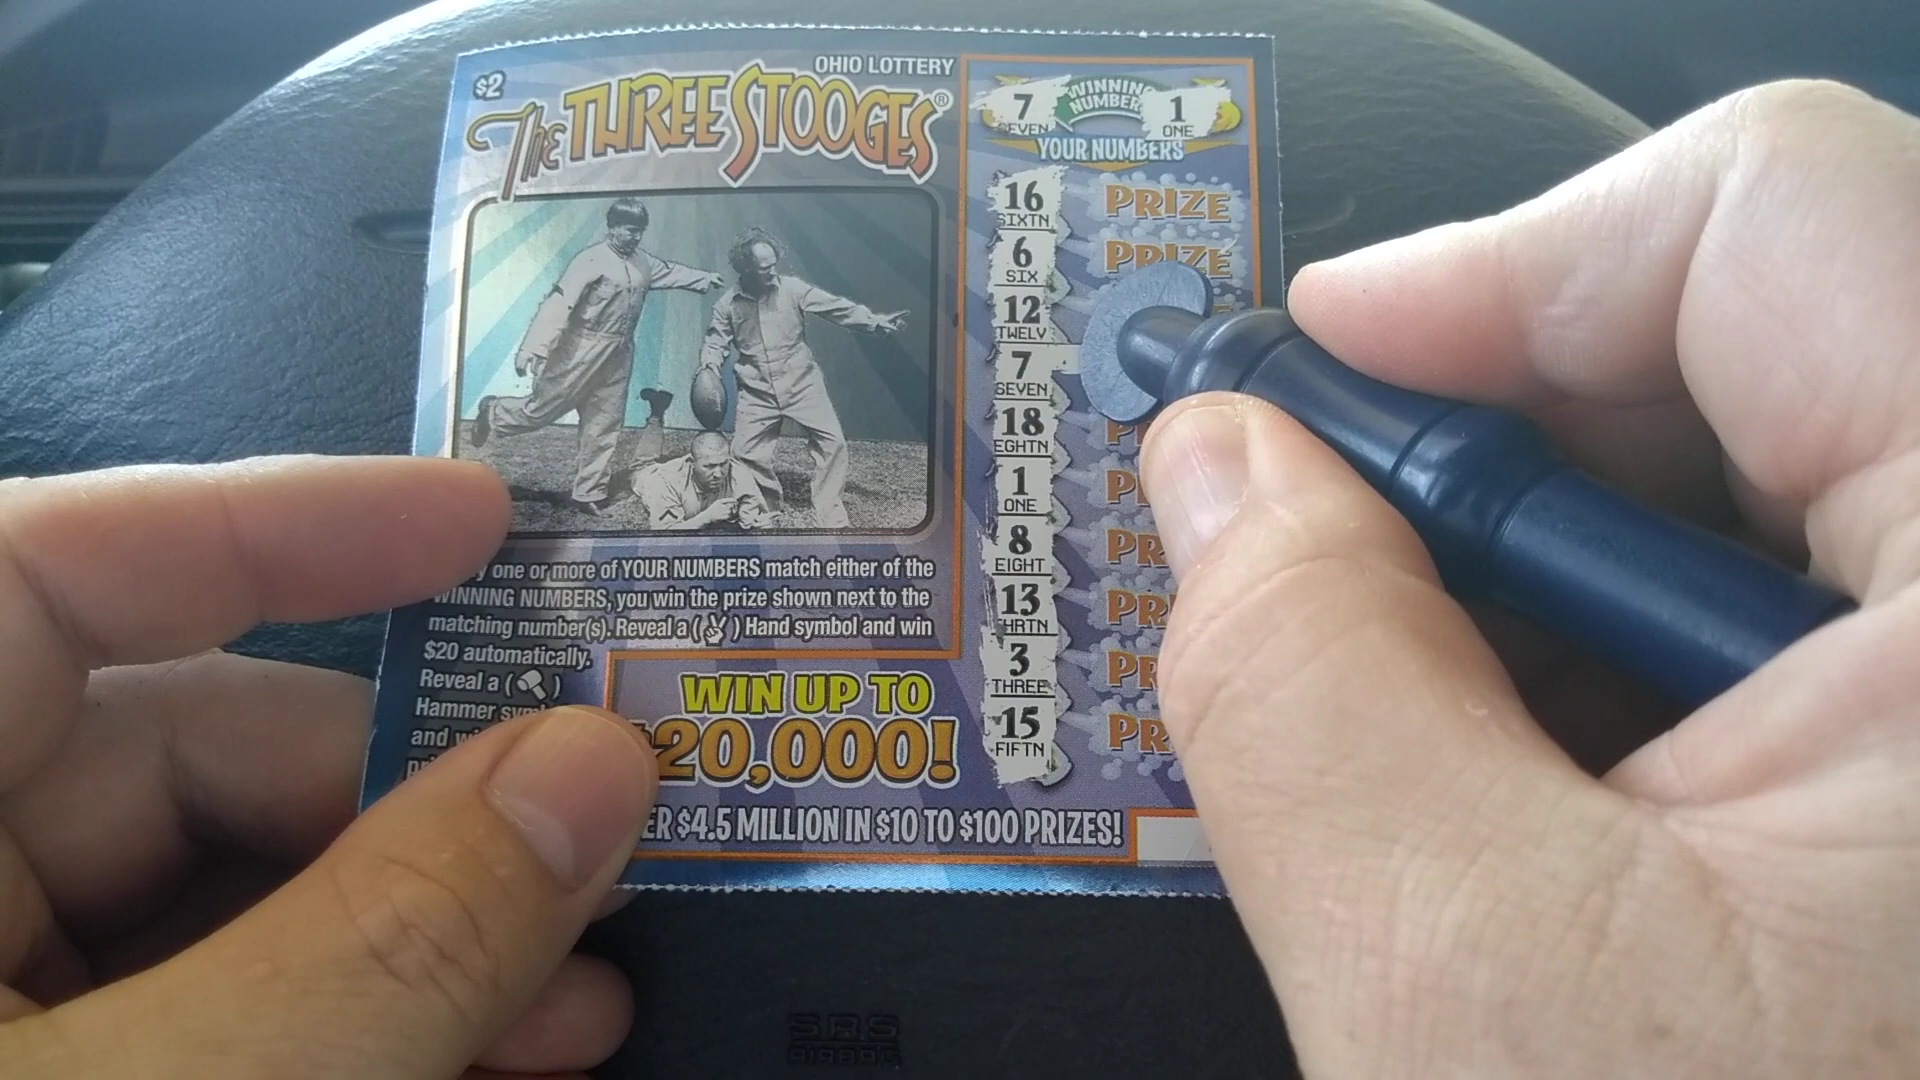 $2
OHIO LOTTERY
The THREE STOOGES®
one or more of YOUR NUMBERS match either of the
WINNING NUMBERS, you win the prize shown next to the
matching number(s). Reveal a ( ) Hand symbol and win
$20 automatically.
Reveal a ( )
Hammer
and
WIN UP TO
$20,000!
$4.5 MILLION IN $10 TO $100 PRIZES!
WINNING
NUMBER
7
SEVEN
1
ONE
YOUR NUMBERS
16
SIXTN
PRIZE
6
SIX
PRIZE
12
TWELV
7
SEVEN
18
EGHTN
1
ONE
8
EIGHT
13
THRTN
3
THREE
15
FIFTN
SRS
AIRBAG